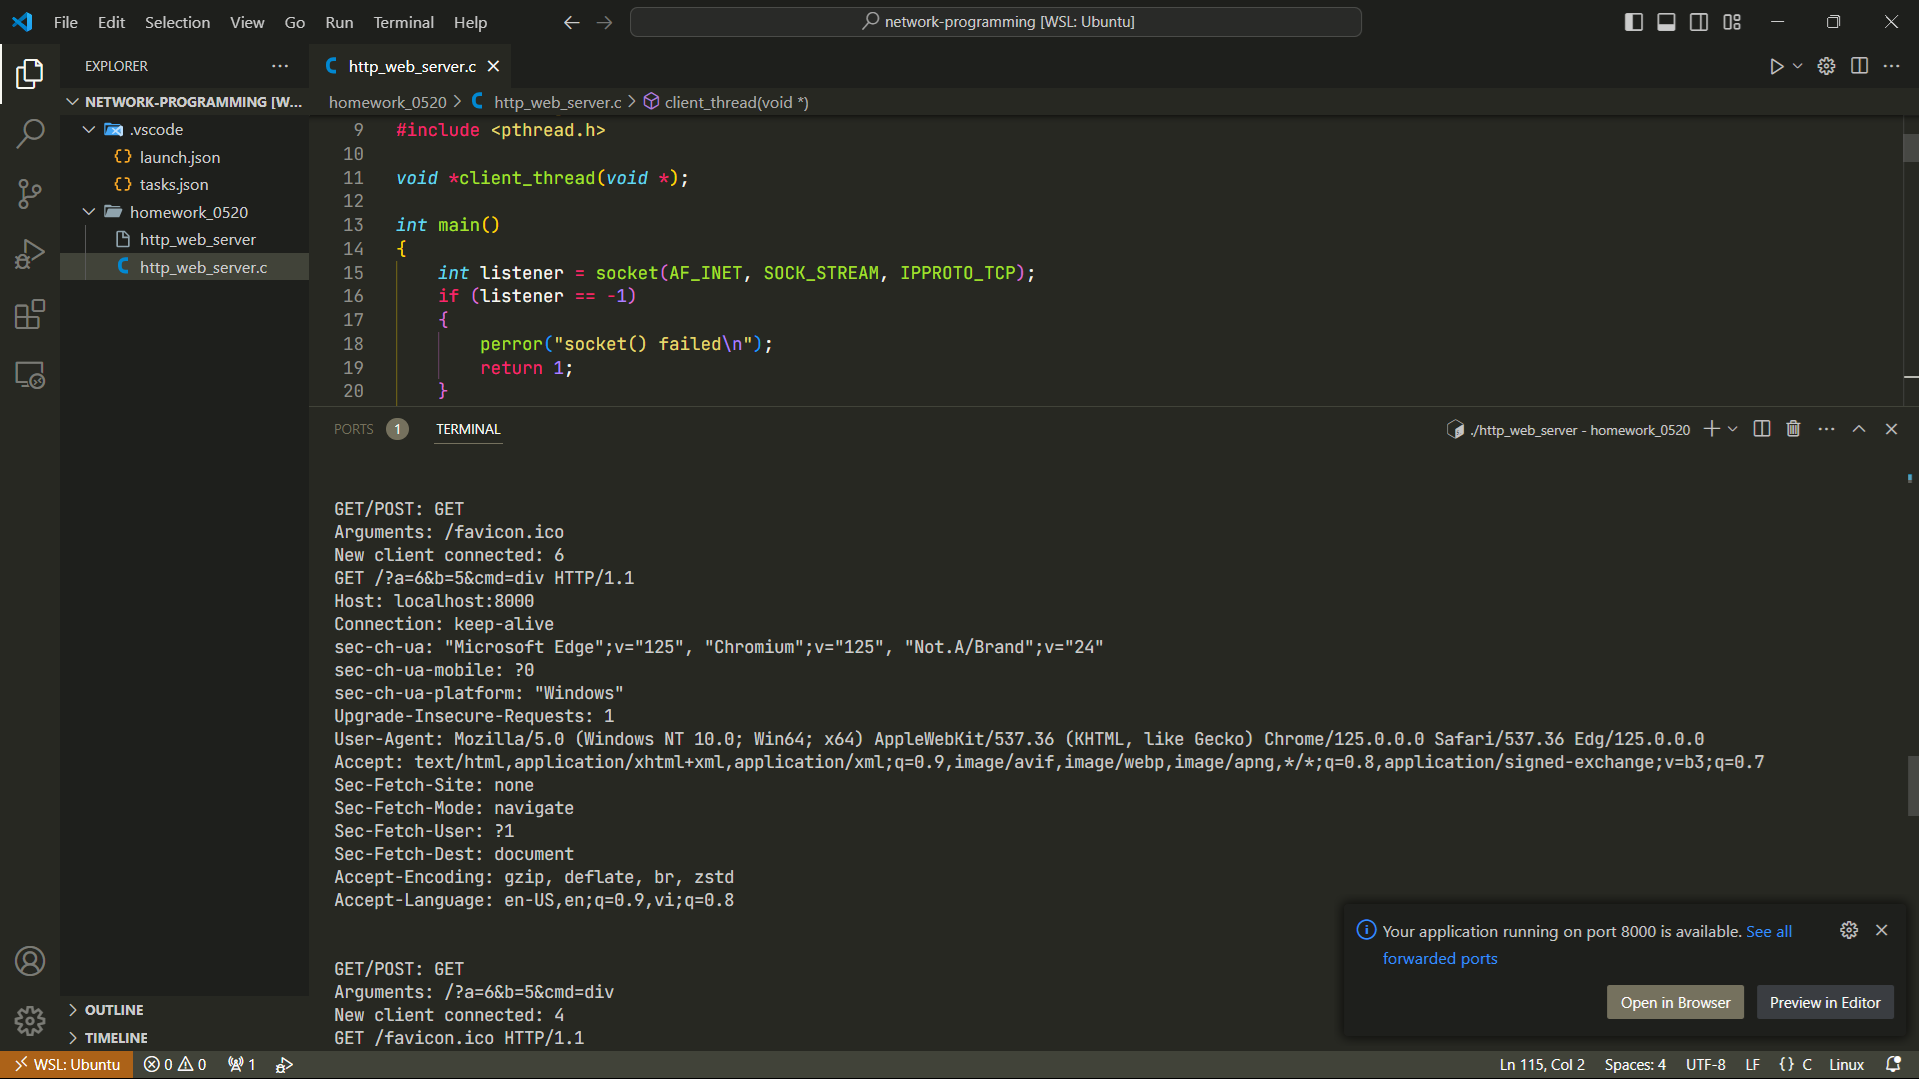 File Edit Selection View Go Run Terminal Help
network-programming [WSL: Ubuntu]
EXPLORER
NETWORK-PROGRAMMING [W...
.vscode
launch.json
tasks.json
homework_0520
http_web_server
http_web_server.c
OUTLINE
TIMELINE
http_web_server.c
homework_0520 > http_web_server.c > client_thread(void *)
9 #include <pthread.h>
10
11 void *client_thread(void *);
12
13 int main()
14 {
15 int listener = socket(AF_INET, SOCK_STREAM, IPPROTO_TCP);
16 if (listener == -1)
17 {
18 perror("socket() failed\n");
19 return 1;
20 }
PORTS 1 TERMINAL
./http_web_server - homework_0520
GET/POST: GET
Arguments: /favicon.ico
New client connected: 6
GET /?a=6&b=5&cmd=div HTTP/1.1
Host: localhost:8000
Connection: keep-alive
sec-ch-ua: "Microsoft Edge";v="125", "Chromium";v="125", "Not.A/Brand";v="24"
sec-ch-ua-mobile: ?0
sec-ch-ua-platform: "Windows"
Upgrade-Insecure-Requests: 1
User-Agent: Mozilla/5.0 (Windows NT 10.0; Win64; x64) AppleWebKit/537.36 (KHTML, like Gecko) Chrome/125.0.0.0 Safari/537.36 Edg/125.0.0.0
Accept: text/html,application/xhtml+xml,application/xml;q=0.9,image/avif,image/webp,image/apng,*/*;q=0.8,application/signed-exchange;v=b3;q=0.7
Sec-Fetch-Site: none
Sec-Fetch-Mode: navigate
Sec-Fetch-User: ?1
Sec-Fetch-Dest: document
Accept-Encoding: gzip, deflate, br, zstd
Accept-Language: en-US,en;q=0.9,vi;q=0.8
GET/POST: GET
Arguments: /?a=6&b=5&cmd=div
New client connected: 4
GET /favicon.ico HTTP/1.1
Your application running on port 8000 is available. See all
forwarded ports
Open in Browser
Preview in Editor
WSL: Ubuntu 0 0 1
Ln 115, Col 2 Spaces: 4 UTF-8 LF {} C Linux